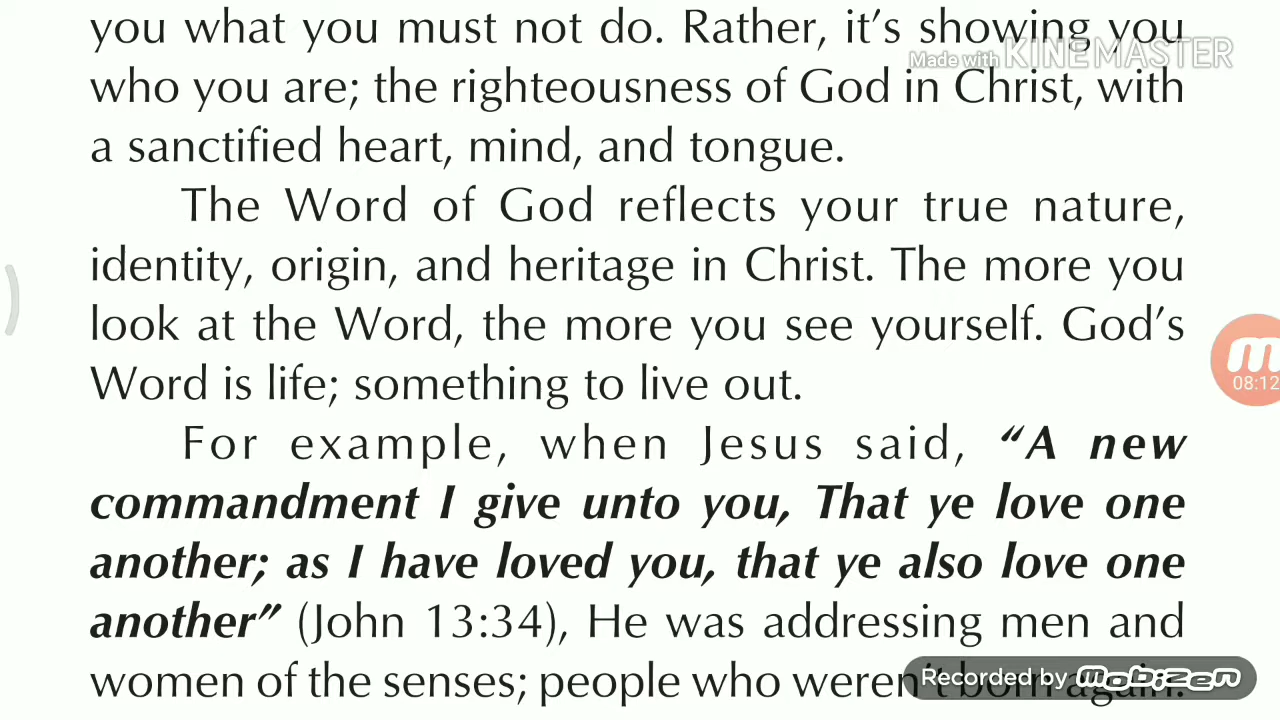 you what you must not do. Rather, it's showing you
Made with KINEMASTER
who you are; the righteousness of God in Christ, with
a sanctified heart, mind, and tongue.
The Word of God reflects your true nature,
identity, origin, and heritage in Christ. The more you
look at the Word, the more you see yourself. God's
Word is life; something to live out.
08:12
For example, when Jesus said, “A new
commandment I give unto you, That ye love one
another; as I have loved you, that ye also love one
another” (John 13:34), He was addressing men and
women of the senses; people who weren't born again.
Recorded by mobizen